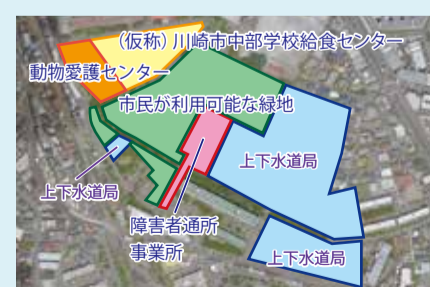 (仮称)川崎市中部学校給食センター
動物愛護センター
市民が利用可能な緑地
上下水道局
上下水道局
障害者通所
事業所
上下水道局